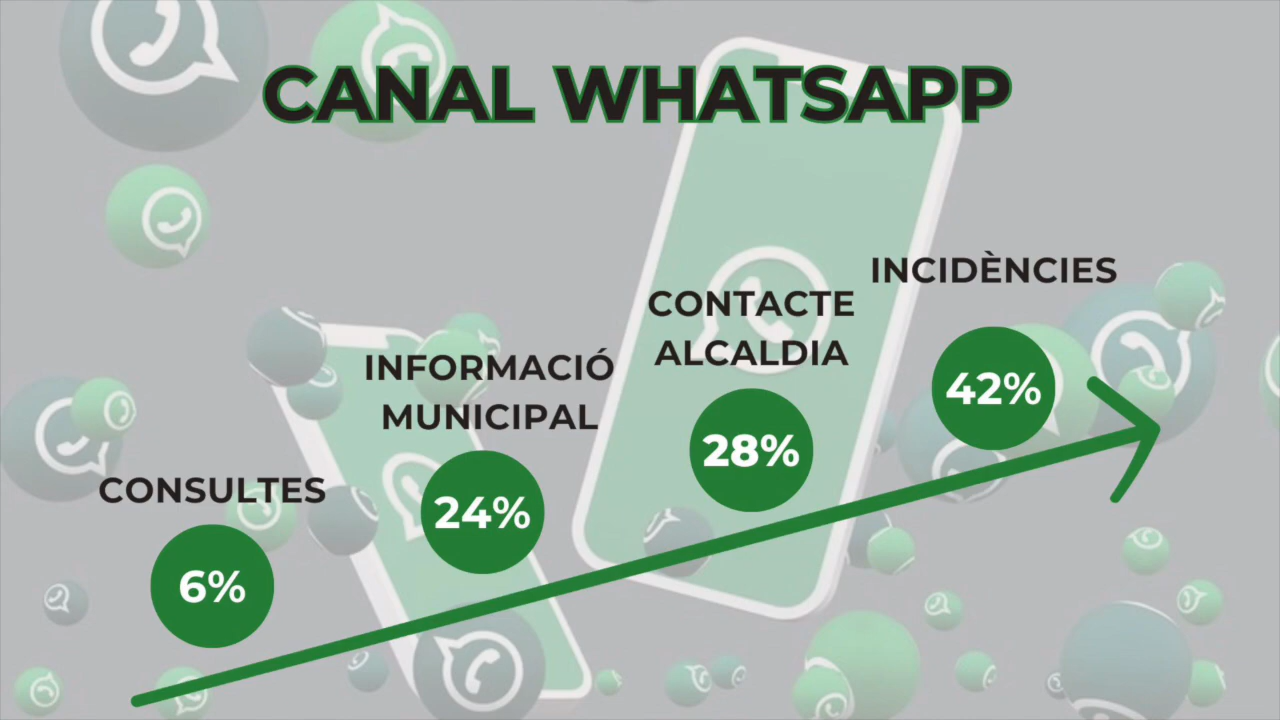 CANAL WHATSAPP
CONSULTES
6%
INFORMACIÓ
MUNICIPAL
24%
CONTACTE
ALCALDIA
28%
INCIDÈNCIES
42%